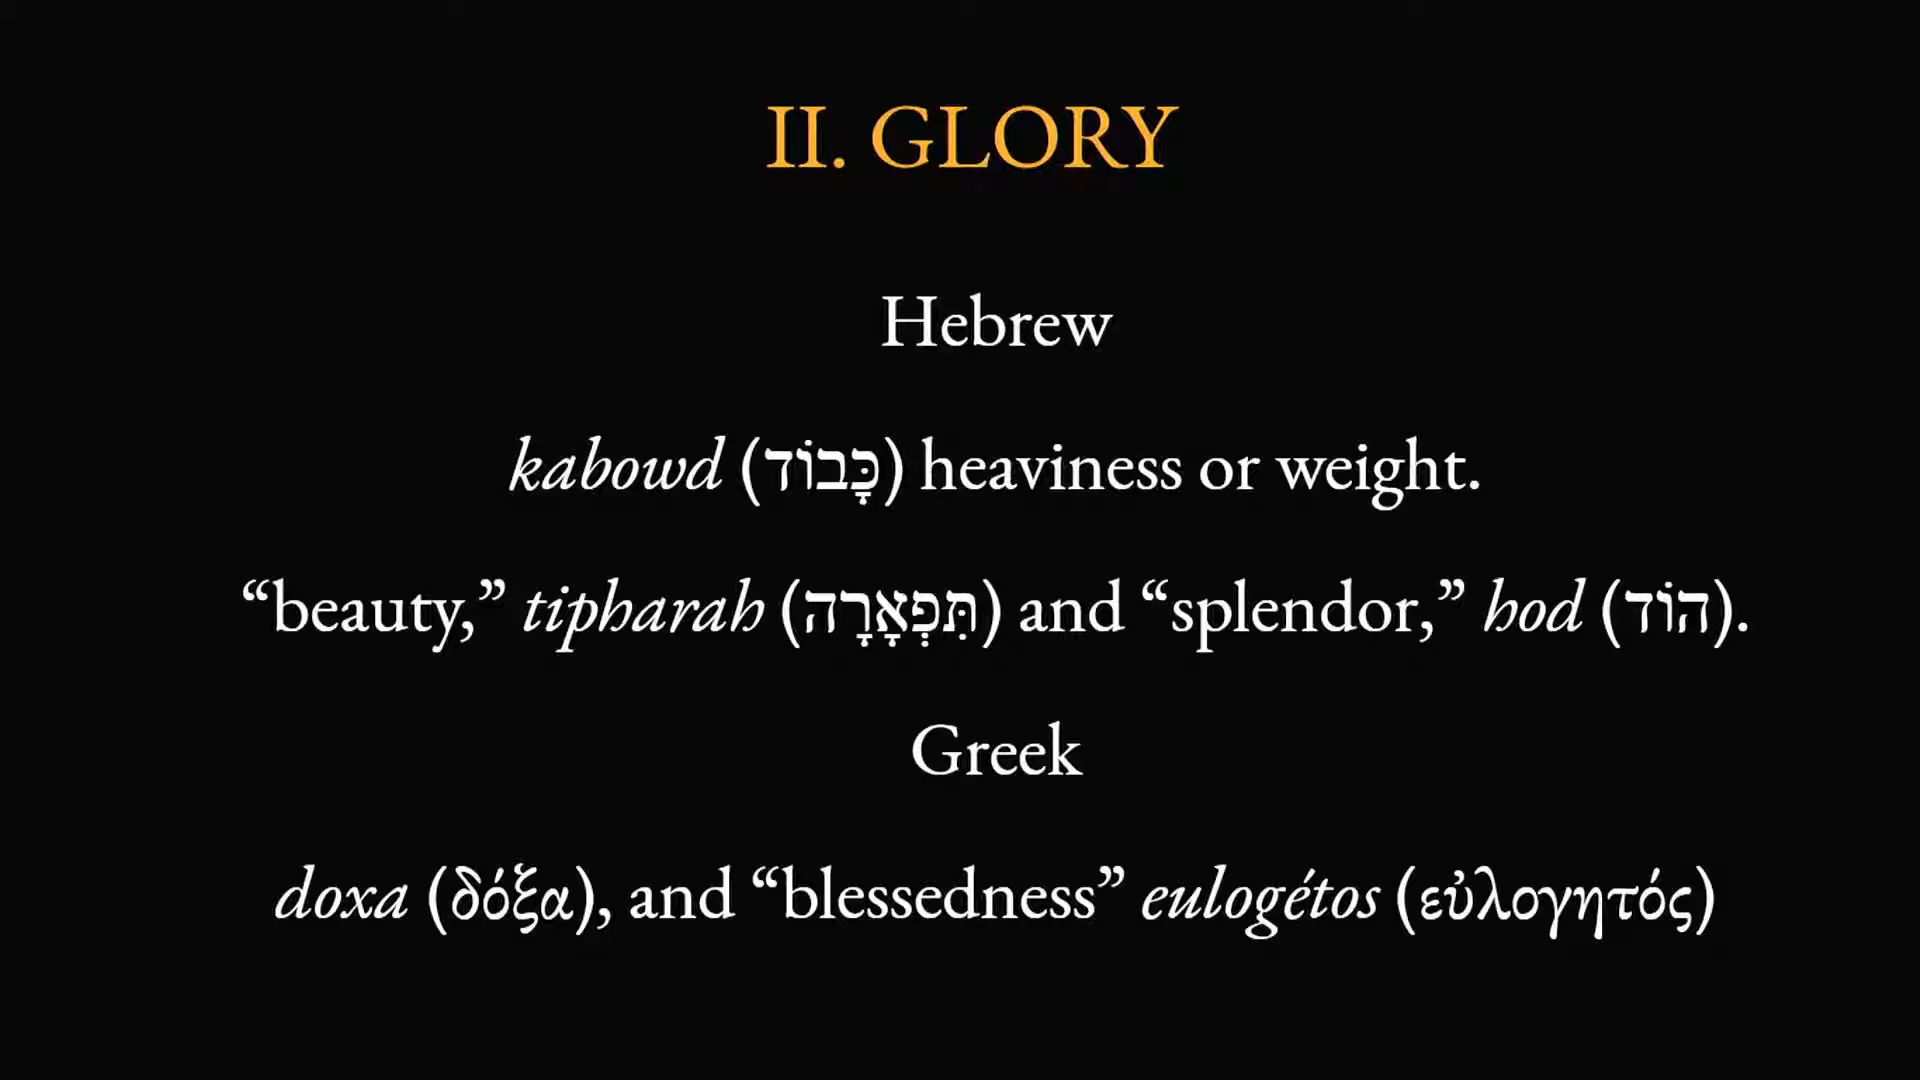 II. GLORY
Hebrew
kabowd (כָּבוֹד) heaviness or weight.
“beauty,” tipharah (תִּפְאָרָה) and “splendor,” hod (הוֹד).
Greek
doxa (δόξα), and “blessedness” eulogétos (εὐλογητός)